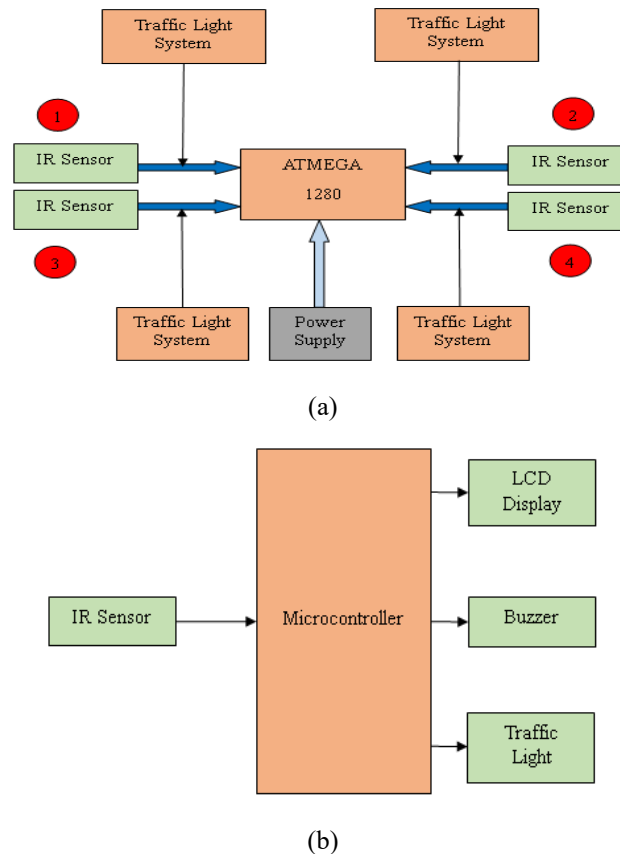 Traffic Light
System
Traffic Light
System
1
2
IR Sensor
ATMEGA
1280
IR Sensor
IR Sensor
IR Sensor
3
4
Traffic Light
System
Power
Supply
Traffic Light
System
(a)
LCD
Display
IR Sensor
Microcontroller
Buzzer
Traffic
Light
(b)